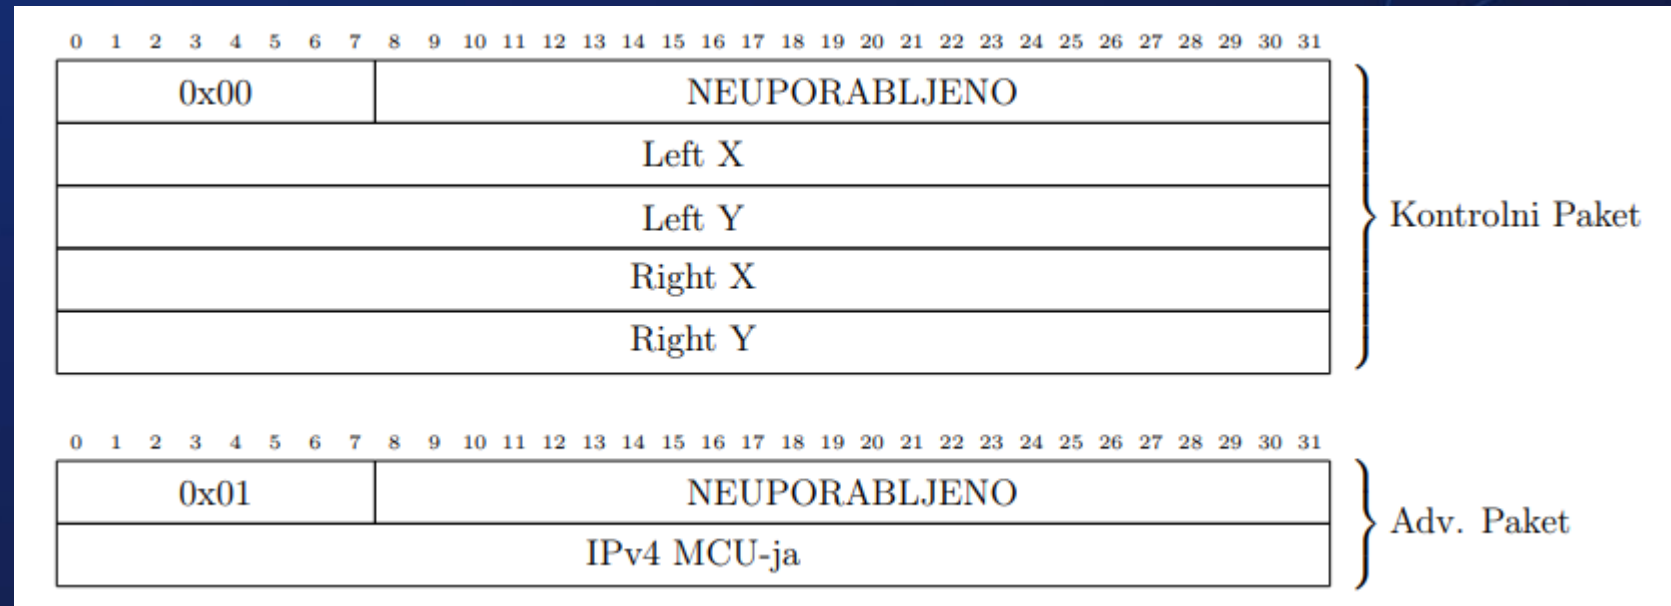 0 1 2 3 4 5 6 7 8 9 10 11 12 13 14 15 16 17 18 19 20 21 22 23 24 25 26 27 28 29 30 31
0x00 NEUPORABLJENO
Left X
Left Y
Right X
Right Y
Kontrolni Paket
0 1 2 3 4 5 6 7 8 9 10 11 12 13 14 15 16 17 18 19 20 21 22 23 24 25 26 27 28 29 30 31
0x01 NEUPORABLJENO
IPv4 MCU-ja
Adv. Paket